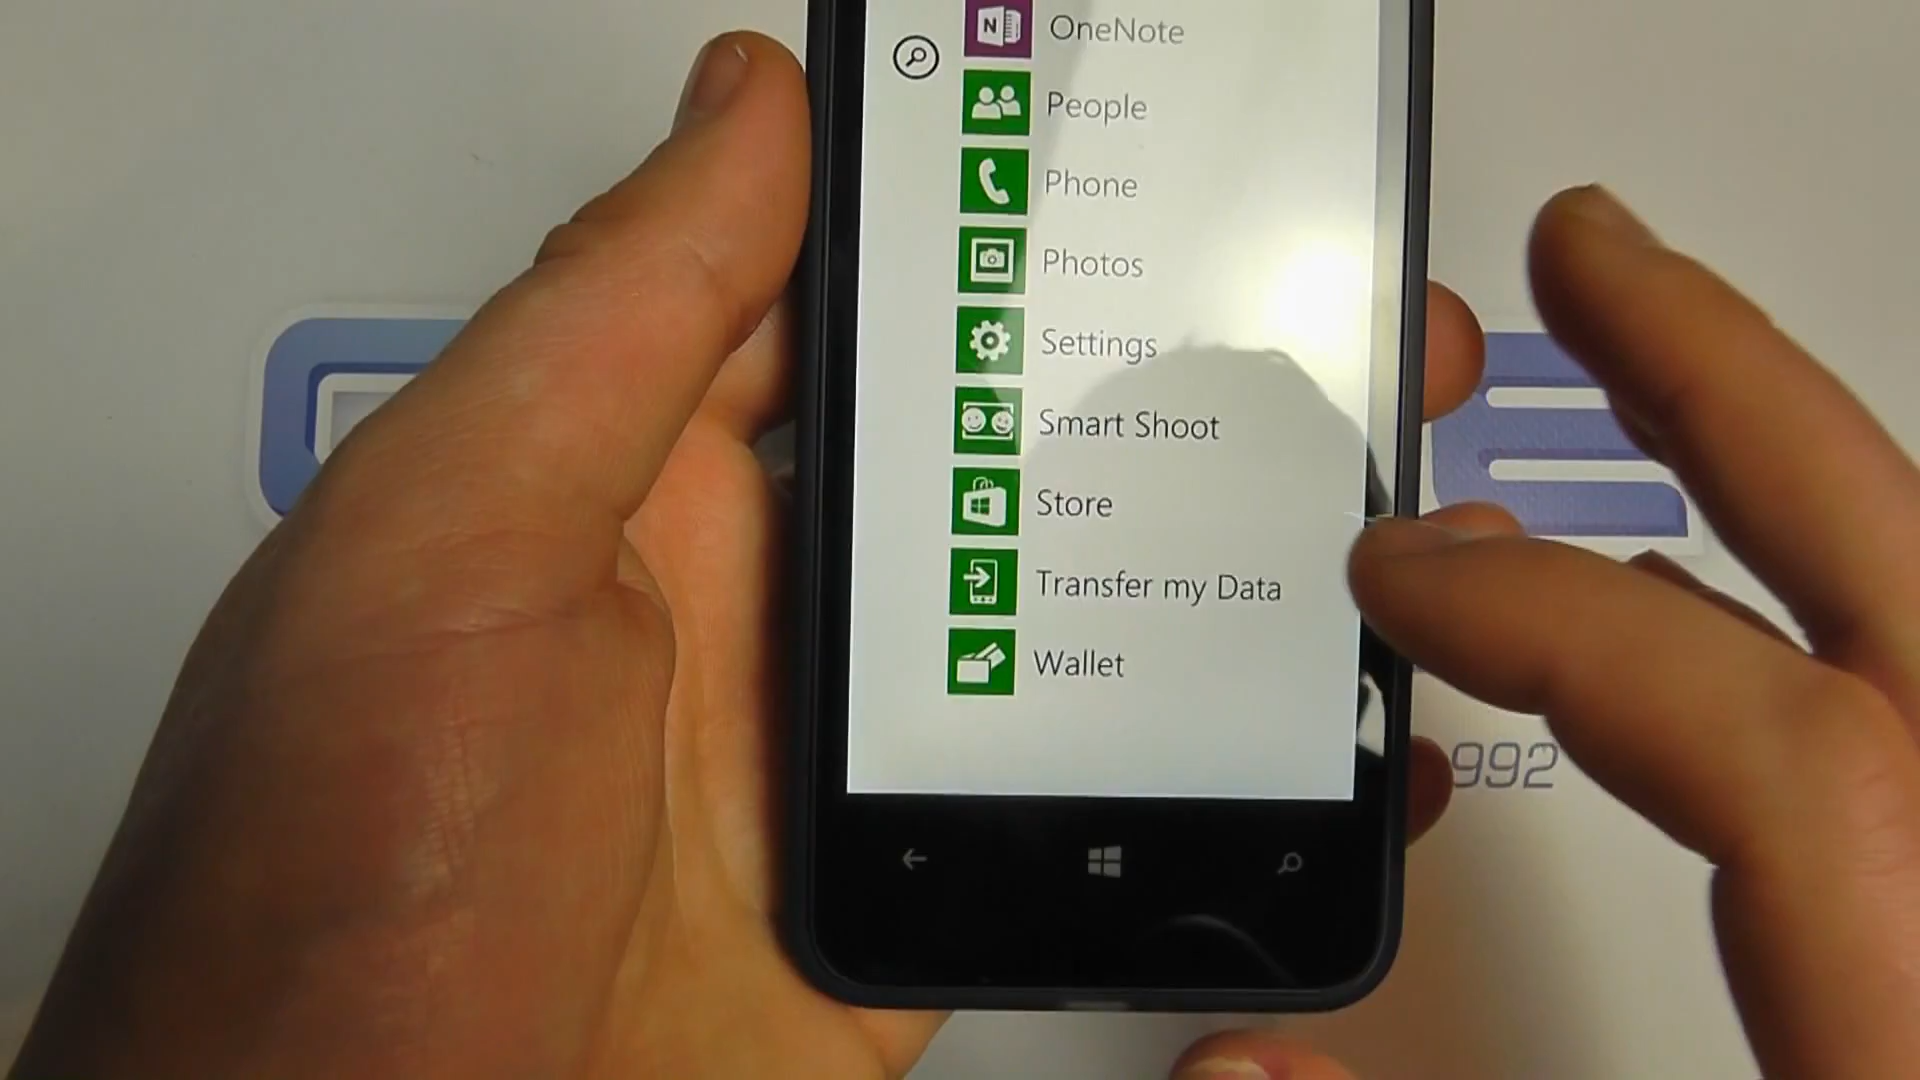 OneNote
People
Phone
Photos
Settings
Smart Shoot
Store
Transfer my Data
Wallet
992